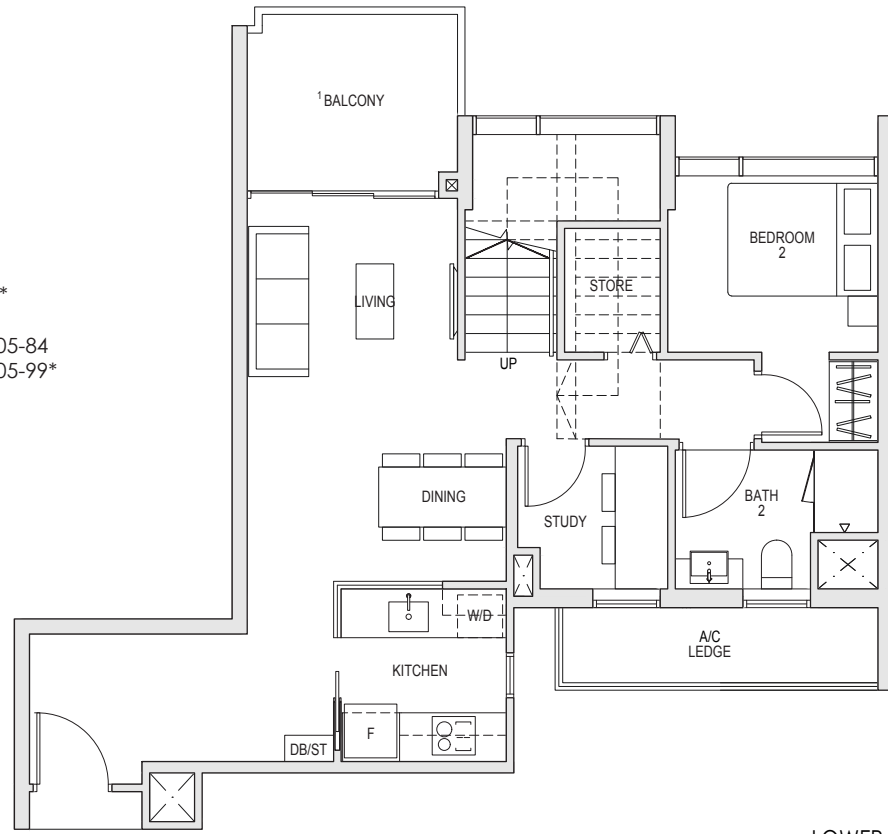 1 BALCONY
BEDROOM
2
*
LIVING
STORE
05-84
05-99*
UP
DINING
BATH
2
STUDY
W/D
A/C
LEDGE
KITCHEN
F
DB/ST
LOWER